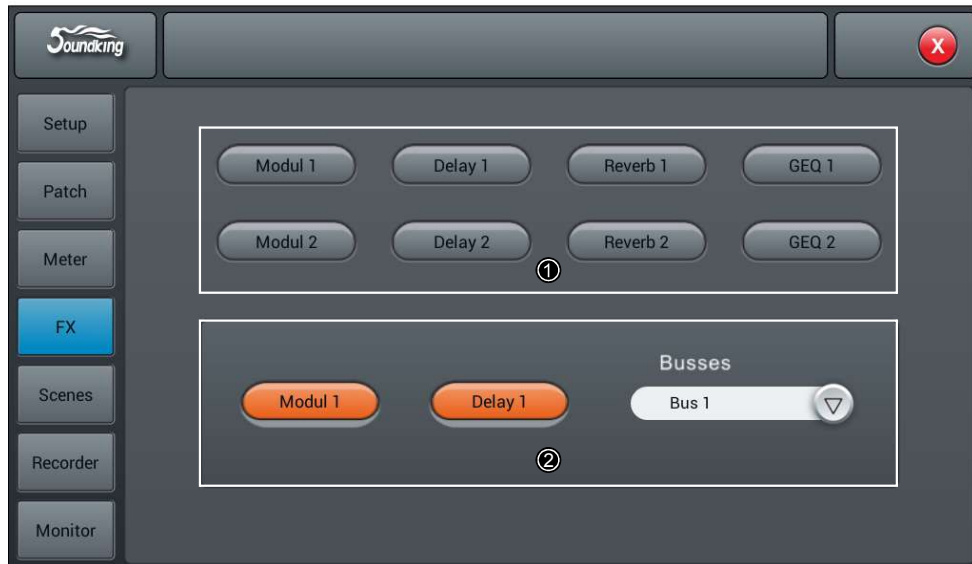 Soundking
X
Setup
Patch
Meter
FX
Scenes
Recorder
Monitor
Modul 1 Delay 1 Reverb 1 GEQ 1
Modul 2 Delay 2 Reverb 2 GEQ 2
①
Busses
Modul 1 Delay 1 Bus 1
②